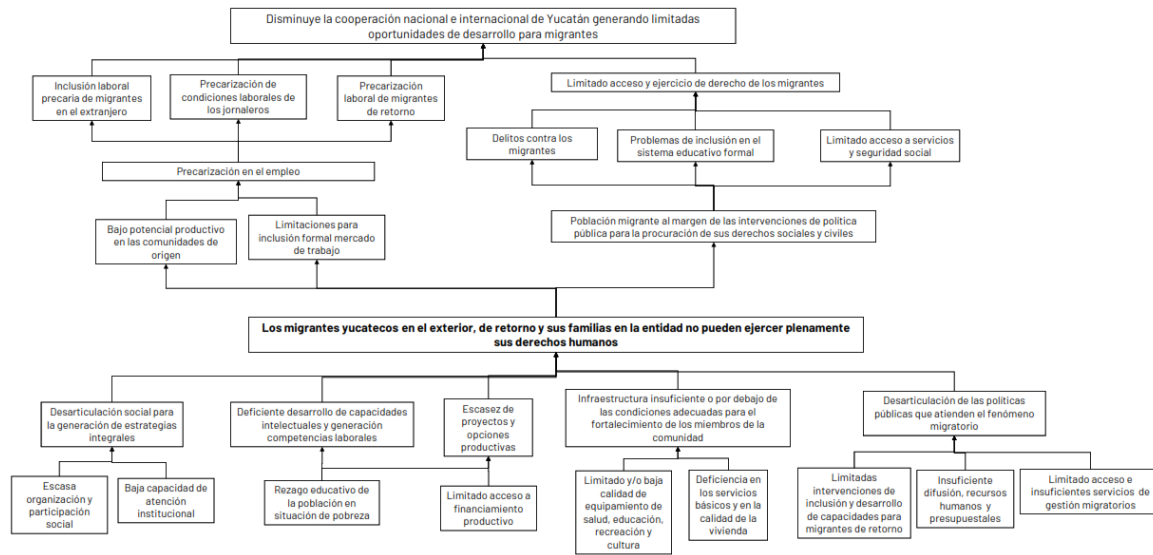 Disminuye la cooperación nacional e internacional de Yucatán generando limitadas
oportunidades de desarrollo para migrantes
Inclusión laboral
precaria de migrantes
en el extranjero
Precarización de
condiciones laborales de
los jornaleros
Precarización
laboral de migrantes
de retorno
Limitado acceso y ejercicio de derecho de los migrantes
Delitos contra los
migrantes
Problemas de inclusión en el
sistema educativo formal
Limitado acceso a servicios
y seguridad social
Precarización en el empleo
Bajo potencial productivo
en las comunidades de
origen
Limitaciones para
inclusión formal mercado
de trabajo
Población migrante al margen de las intervenciones de política
pública para la procuración de sus derechos sociales y civiles
Los migrantes yucatecos en el exterior, de retorno y sus familias en la entidad no pueden ejercer plenamente
sus derechos humanos
Desarticulación social para
la generación de estrategias
integrales
Deficiente desarrollo de capacidades
intelectuales y generación
competencias laborales
Escasez de
proyectos y
opciones
productivas
Infraestructura insuficiente o por debajo
de las condiciones adecuadas para el
fortalecimiento de los miembros de la
comunidad
Desarticulación de las políticas
públicas que atienden el fenómeno
migratorio
Escasa
organización y
participación
social
Baja capacidad de
atención
institucional
Rezago educativo de
la población en
situación de pobreza
Limitado acceso a
financiamiento
productivo
Limitado y/o baja
calidad de
equipamiento de
salud, educación,
recreación y
cultura
Deficiencia en
los servicios
básicos y en la
calidad de la
vivienda
Limitadas
intervenciones de
inclusión y desarrollo
de capacidades para
migrantes de retorno
Insuficiente
difusión, recursos
humanos y
presupuestales
Limitado acceso e
insuficientes servicios de
gestión migratorios